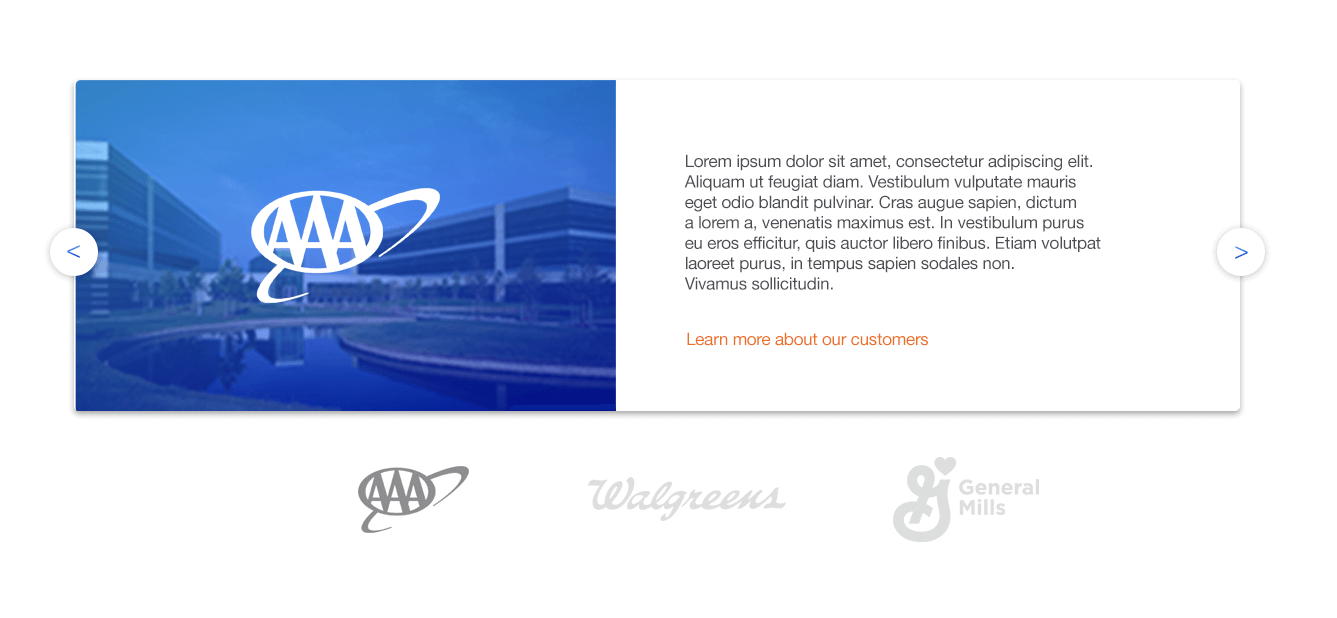 AAA
Lorem ipsum dolor sit amet, consectetur adipiscing elit.
Aliquam ut feugiat diam. Vestibulum vulputate mauris
eget odio blandit pulvinar. Cras augue sapien, dictum
a lorem a, venenatis maximus est. In vestibulum purus
eu eros efficitur, quis auctor libero finibus. Etiam volutpat
laoreet purus, in tempus sapien sodales non.
Vivamus sollicitudin.
<
>
Learn more about our customers
AAA
Walgreens
G
General
Mills